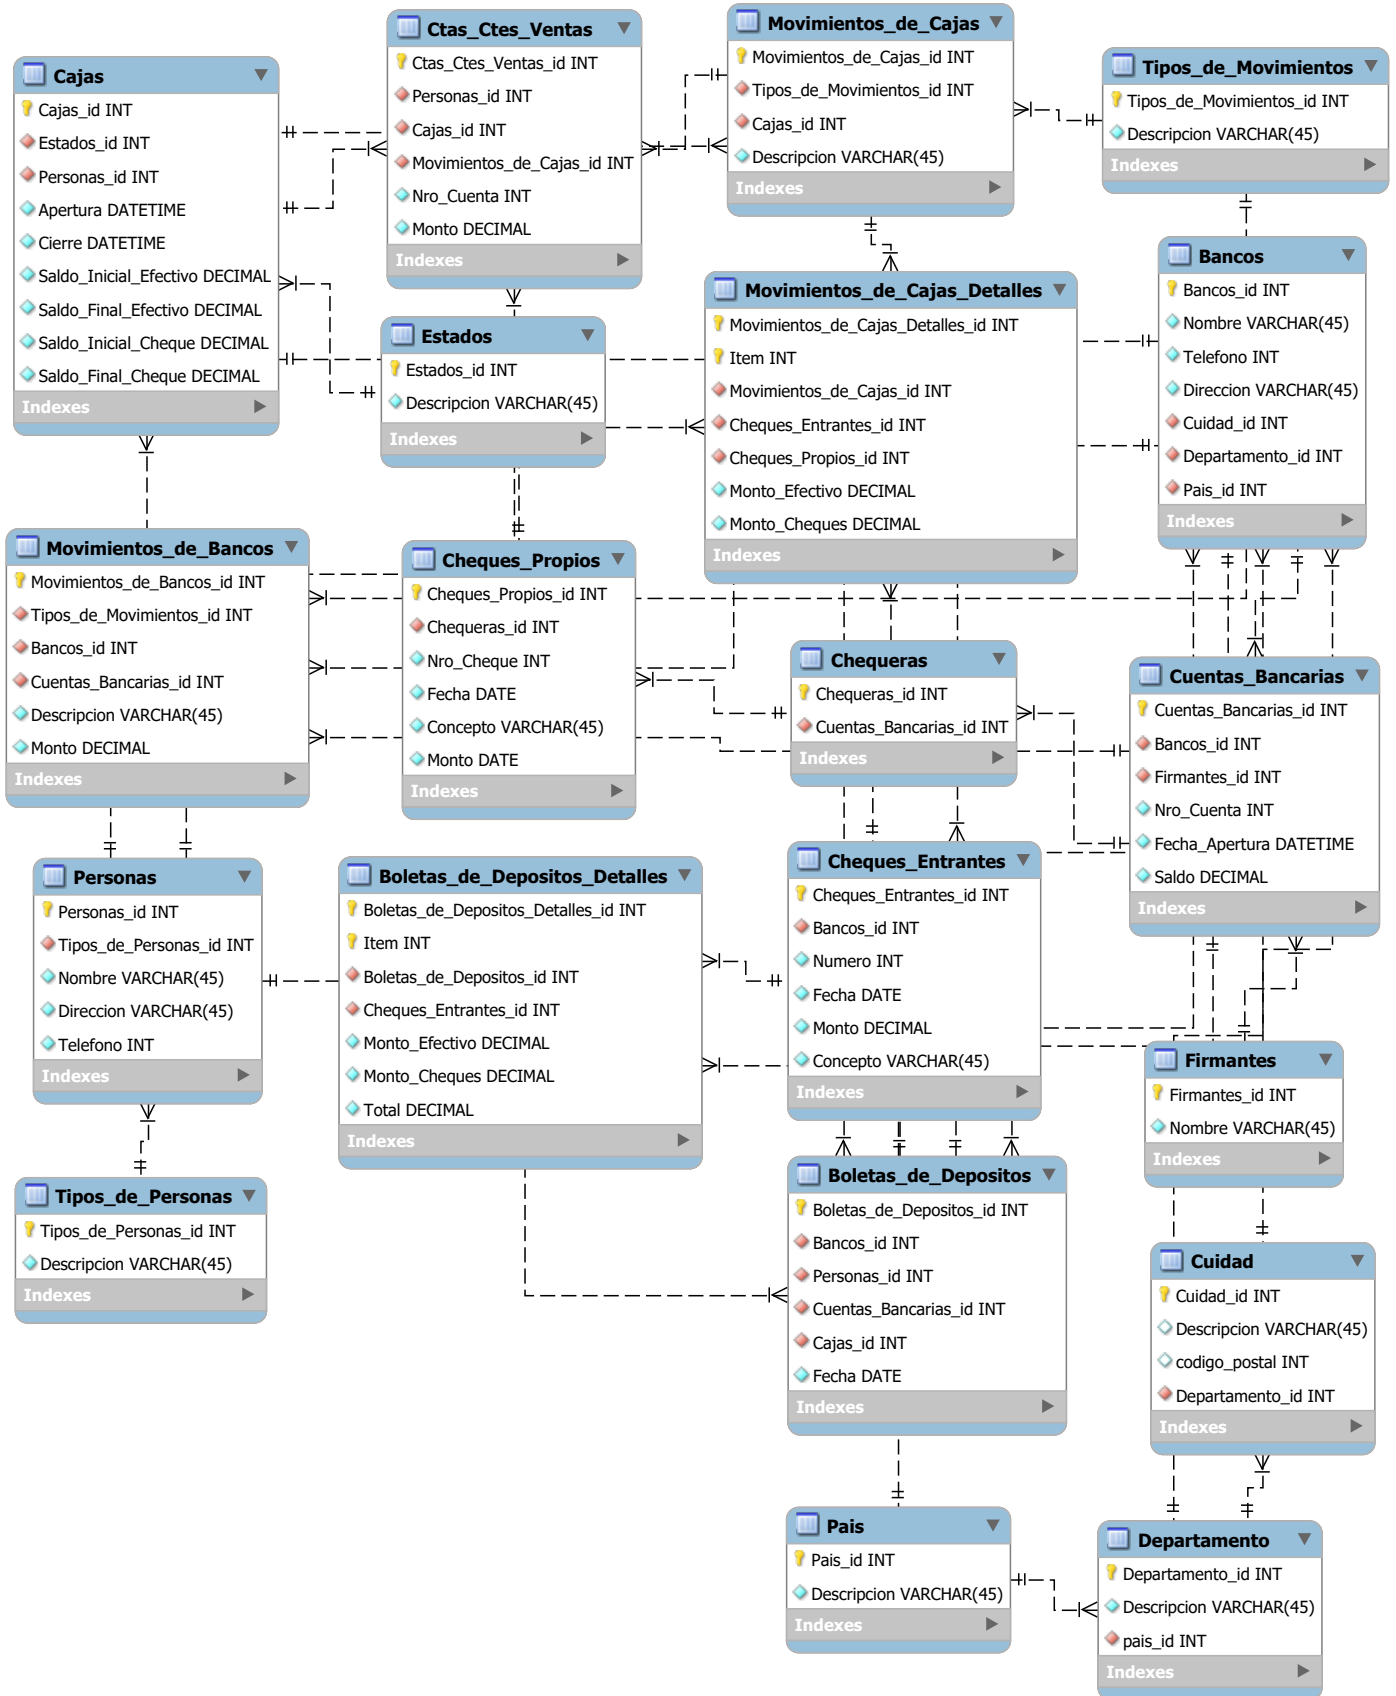 Cajas
Cajas_id INT
Estados_id INT
Personas_id INT
Apertura DATETIME
Cierre DATETIME
Saldo_Inicial_Efectivo DECIMAL
Saldo_Final_Efectivo DECIMAL
Saldo_Inicial_Cheque DECIMAL
Saldo_Final_Cheque DECIMAL
Indexes
Ctas_Ctes_Ventas
Ctas_Ctes_Ventas_id INT
Personas_id INT
Cajas_id INT
Movimientos_de_Cajas_id INT
Nro_Cuenta INT
Monto DECIMAL
Indexes
Movimientos_de_Cajas
Movimientos_de_Cajas_id INT
Tipos_de_Movimientos_id INT
Cajas_id INT
Descripcion VARCHAR(45)
Indexes
Tipos_de_Movimientos
Tipos_de_Movimientos_id INT
Descripcion VARCHAR(45)
Indexes
Estados
Estados_id INT
Descripcion VARCHAR(45)
Indexes
Movimientos_de_Cajas_Detalles
Movimientos_de_Cajas_Detalles_id INT
Item INT
Movimientos_de_Cajas_id INT
Cheques_Entrantes_id INT
Cheques_Propios_id INT
Monto_Efectivo DECIMAL
Monto_Cheques DECIMAL
Indexes
Bancos
Bancos_id INT
Nombre VARCHAR(45)
Telefono INT
Direccion VARCHAR(45)
Cuidad_id INT
Departamento_id INT
Pais_id INT
Indexes
Movimientos_de_Bancos
Movimientos_de_Bancos_id INT
Tipos_de_Movimientos_id INT
Bancos_id INT
Cuentas_Bancarias_id INT
Descripcion VARCHAR(45)
Monto DECIMAL
Indexes
Cheques_Propios
Cheques_Propios_id INT
Chequeras_id INT
Nro_Cheque INT
Fecha DATE
Concepto VARCHAR(45)
Monto DATE
Indexes
Chequeras
Chequeras_id INT
Cuentas_Bancarias_id INT
Indexes
Cuentas_Bancarias
Cuentas_Bancarias_id INT
Bancos_id INT
Firmantes_id INT
Nro_Cuenta INT
Fecha_Apertura DATETIME
Saldo DECIMAL
Indexes
Personas
Personas_id INT
Tipos_de_Personas_id INT
Nombre VARCHAR(45)
Direccion VARCHAR(45)
Telefono INT
Indexes
Boletas_de_Depositos_Detalles
Boletas_de_Depositos_Detalles_id INT
Item INT
Boletas_de_Depositos_id INT
Cheques_Entrantes_id INT
Monto_Efectivo DECIMAL
Monto_Cheques DECIMAL
Total DECIMAL
Indexes
Cheques_Entrantes
Cheques_Entrantes_id INT
Bancos_id INT
Numero INT
Fecha DATE
Monto DECIMAL
Concepto VARCHAR(45)
Indexes
Firmantes
Firmantes_id INT
Nombre VARCHAR(45)
Indexes
Tipos_de_Personas
Tipos_de_Personas_id INT
Descripcion VARCHAR(45)
Indexes
Boletas_de_Depositos
Boletas_de_Depositos_id INT
Bancos_id INT
Personas_id INT
Cuentas_Bancarias_id INT
Cajas_id INT
Fecha DATE
Indexes
Cuidad
Cuidad_id INT
Descripcion VARCHAR(45)
codigo_postal INT
Departamento_id INT
Indexes
Pais
Pais_id INT
Descripcion VARCHAR(45)
Indexes
Departamento
Departamento_id INT
Descripcion VARCHAR(45)
pais_id INT
Indexes